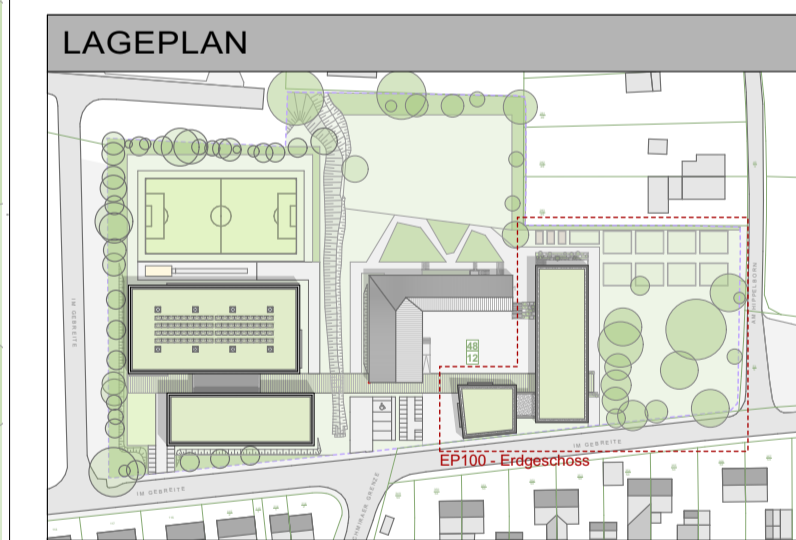 LAGEPLAN
IM GEBREITE
48
12
EP100 - Erdgeschoss
IM GEBREITE
IM GEBREITE